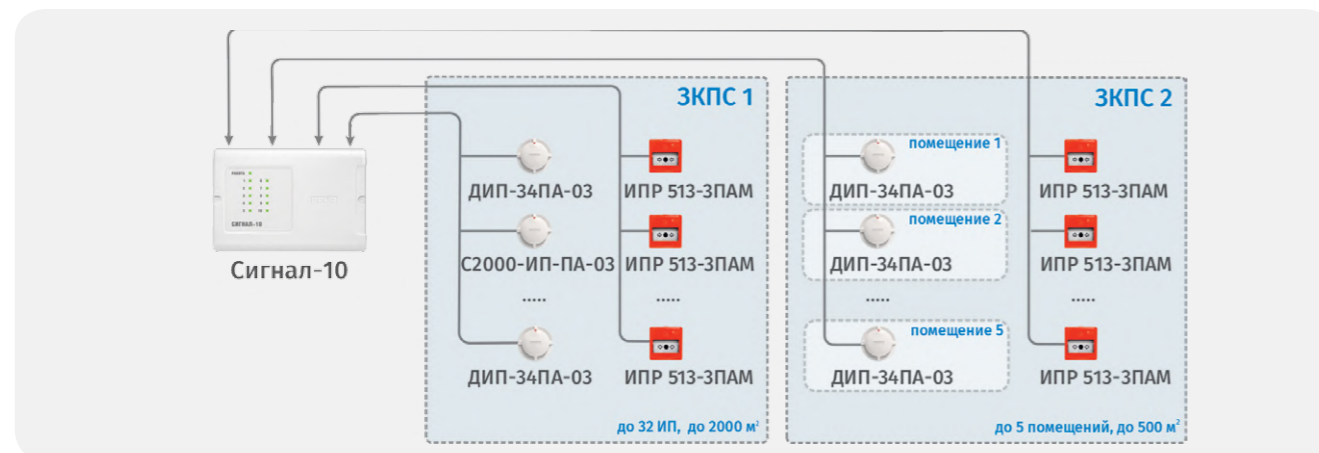 ЗКПС 1
ЗКПС 2
помещение 1
ДИП-34ПА-03
ИПР 513-3ПАМ
ДИП-34ПА-03
ИПР 513-3ПАМ
СИГНАЛ-10
помещение 2
Сигнал-10
С2000-ИП-ПА-03
ИПР 513-3ПАМ
ДИП-34ПА-03
ИПР 513-3ПАМ
.....
.....
.....
.....
помещение 5
ДИП-34ПА-03
ИПР 513-3ПАМ
ДИП-34ПА-03
ИПР 513-3ПАМ
до 32 ИП, до 2000 м²
до 5 помещений, до 500 м²